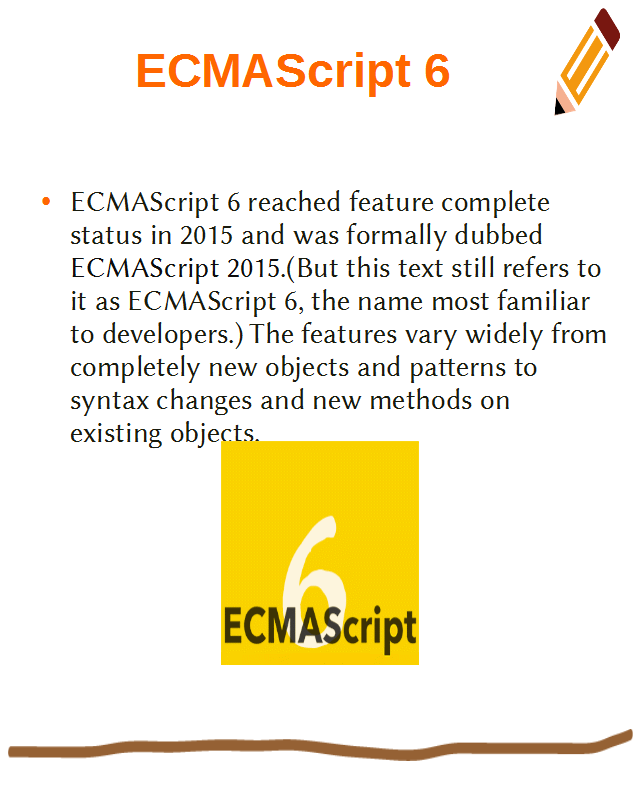 ECMAScript 6
• ECMAScript 6 reached feature complete
status in 2015 and was formally dubbed
ECMAScript 2015.(But this text still refers to
it as ECMAScript 6, the name most familiar
to developers.) The features vary widely from
completely new objects and patterns to
syntax changes and new methods on
existing objects.
6
ECMAScript